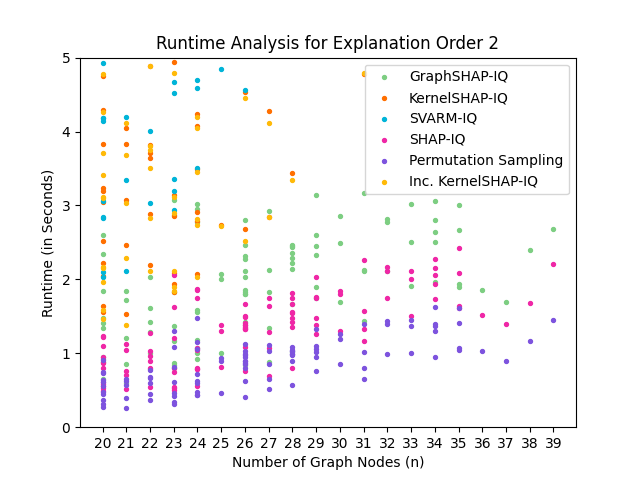 Runtime Analysis for Explanation Order 2
Runtime (in Seconds)
5
4
3
2
1
0
GraphSHAP-IQ
KernelSHAP-IQ
SVARM-IQ
SHAP-IQ
Permutation Sampling
Inc. KernelSHAP-IQ
20 21 22 23 24 25 26 27 28 29 30 31 32 33 34 35 36 37 38 39
Number of Graph Nodes (n)